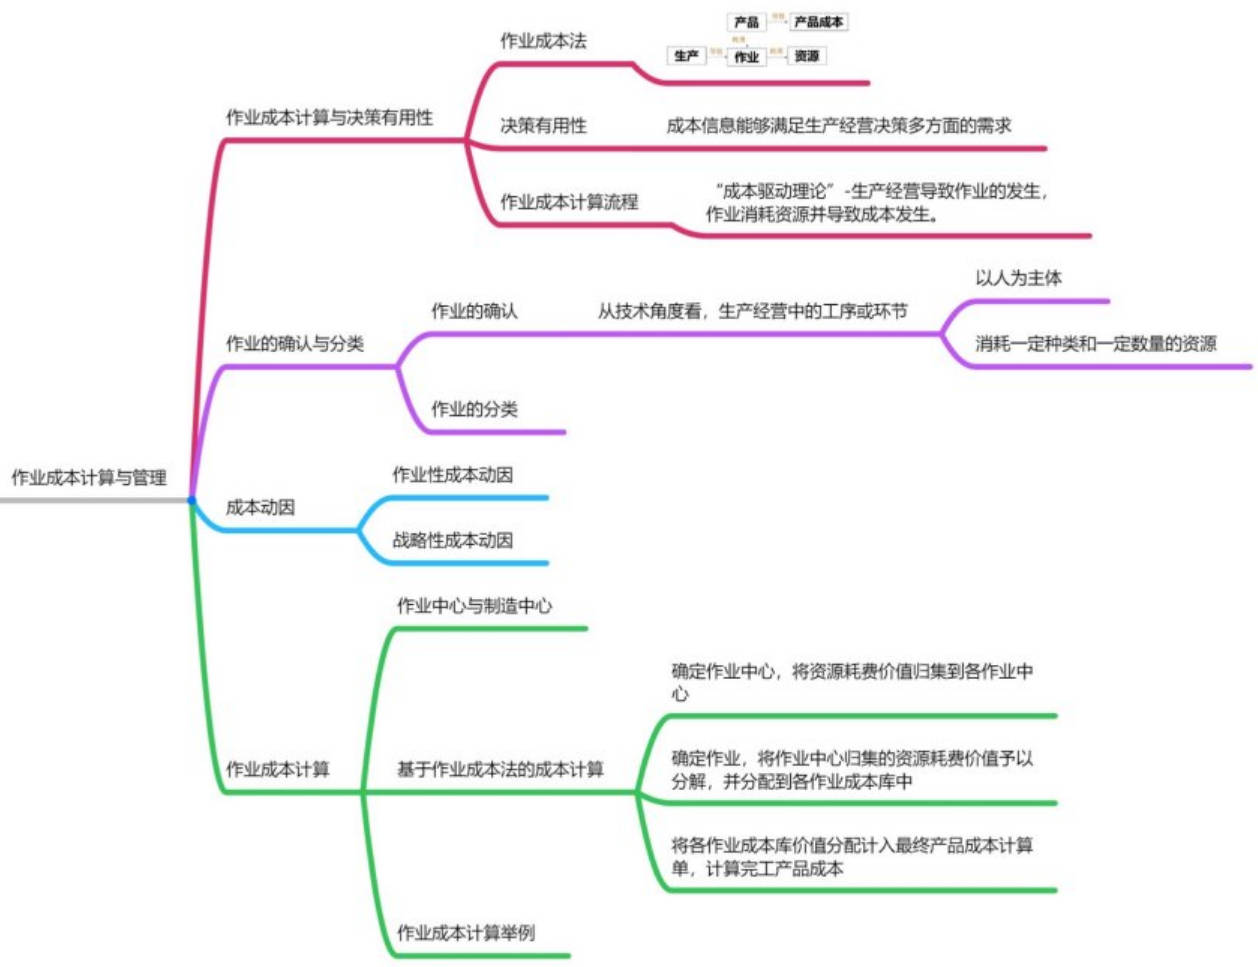 作业成本计算与管理
作业成本计算与决策有用性
作业成本法
产品
产品成本
生产
作业
资源
决策有用性
成本信息能够满足生产经营决策多方面的需求
作业成本计算流程
“成本驱动理论”-生产经营导致作业的发生，
作业消耗资源并导致成本发生。
作业的确认与分类
作业的确认
从技术角度看，生产经营中的工序或环节
以人为主体
消耗一定种类和一定数量的资源
作业的分类
成本动因
作业性成本动因
战略性成本动因
作业成本计算
作业中心与制造中心
基于作业成本法的成本计算
确定作业中心，将资源耗费价值归集到各作业中
心
确定作业，将作业中心归集的资源耗费价值予以
分解，并分配到各作业成本库中
将各作业成本库价值分配计入最终产品成本计算
单，计算完工产品成本
作业成本计算举例